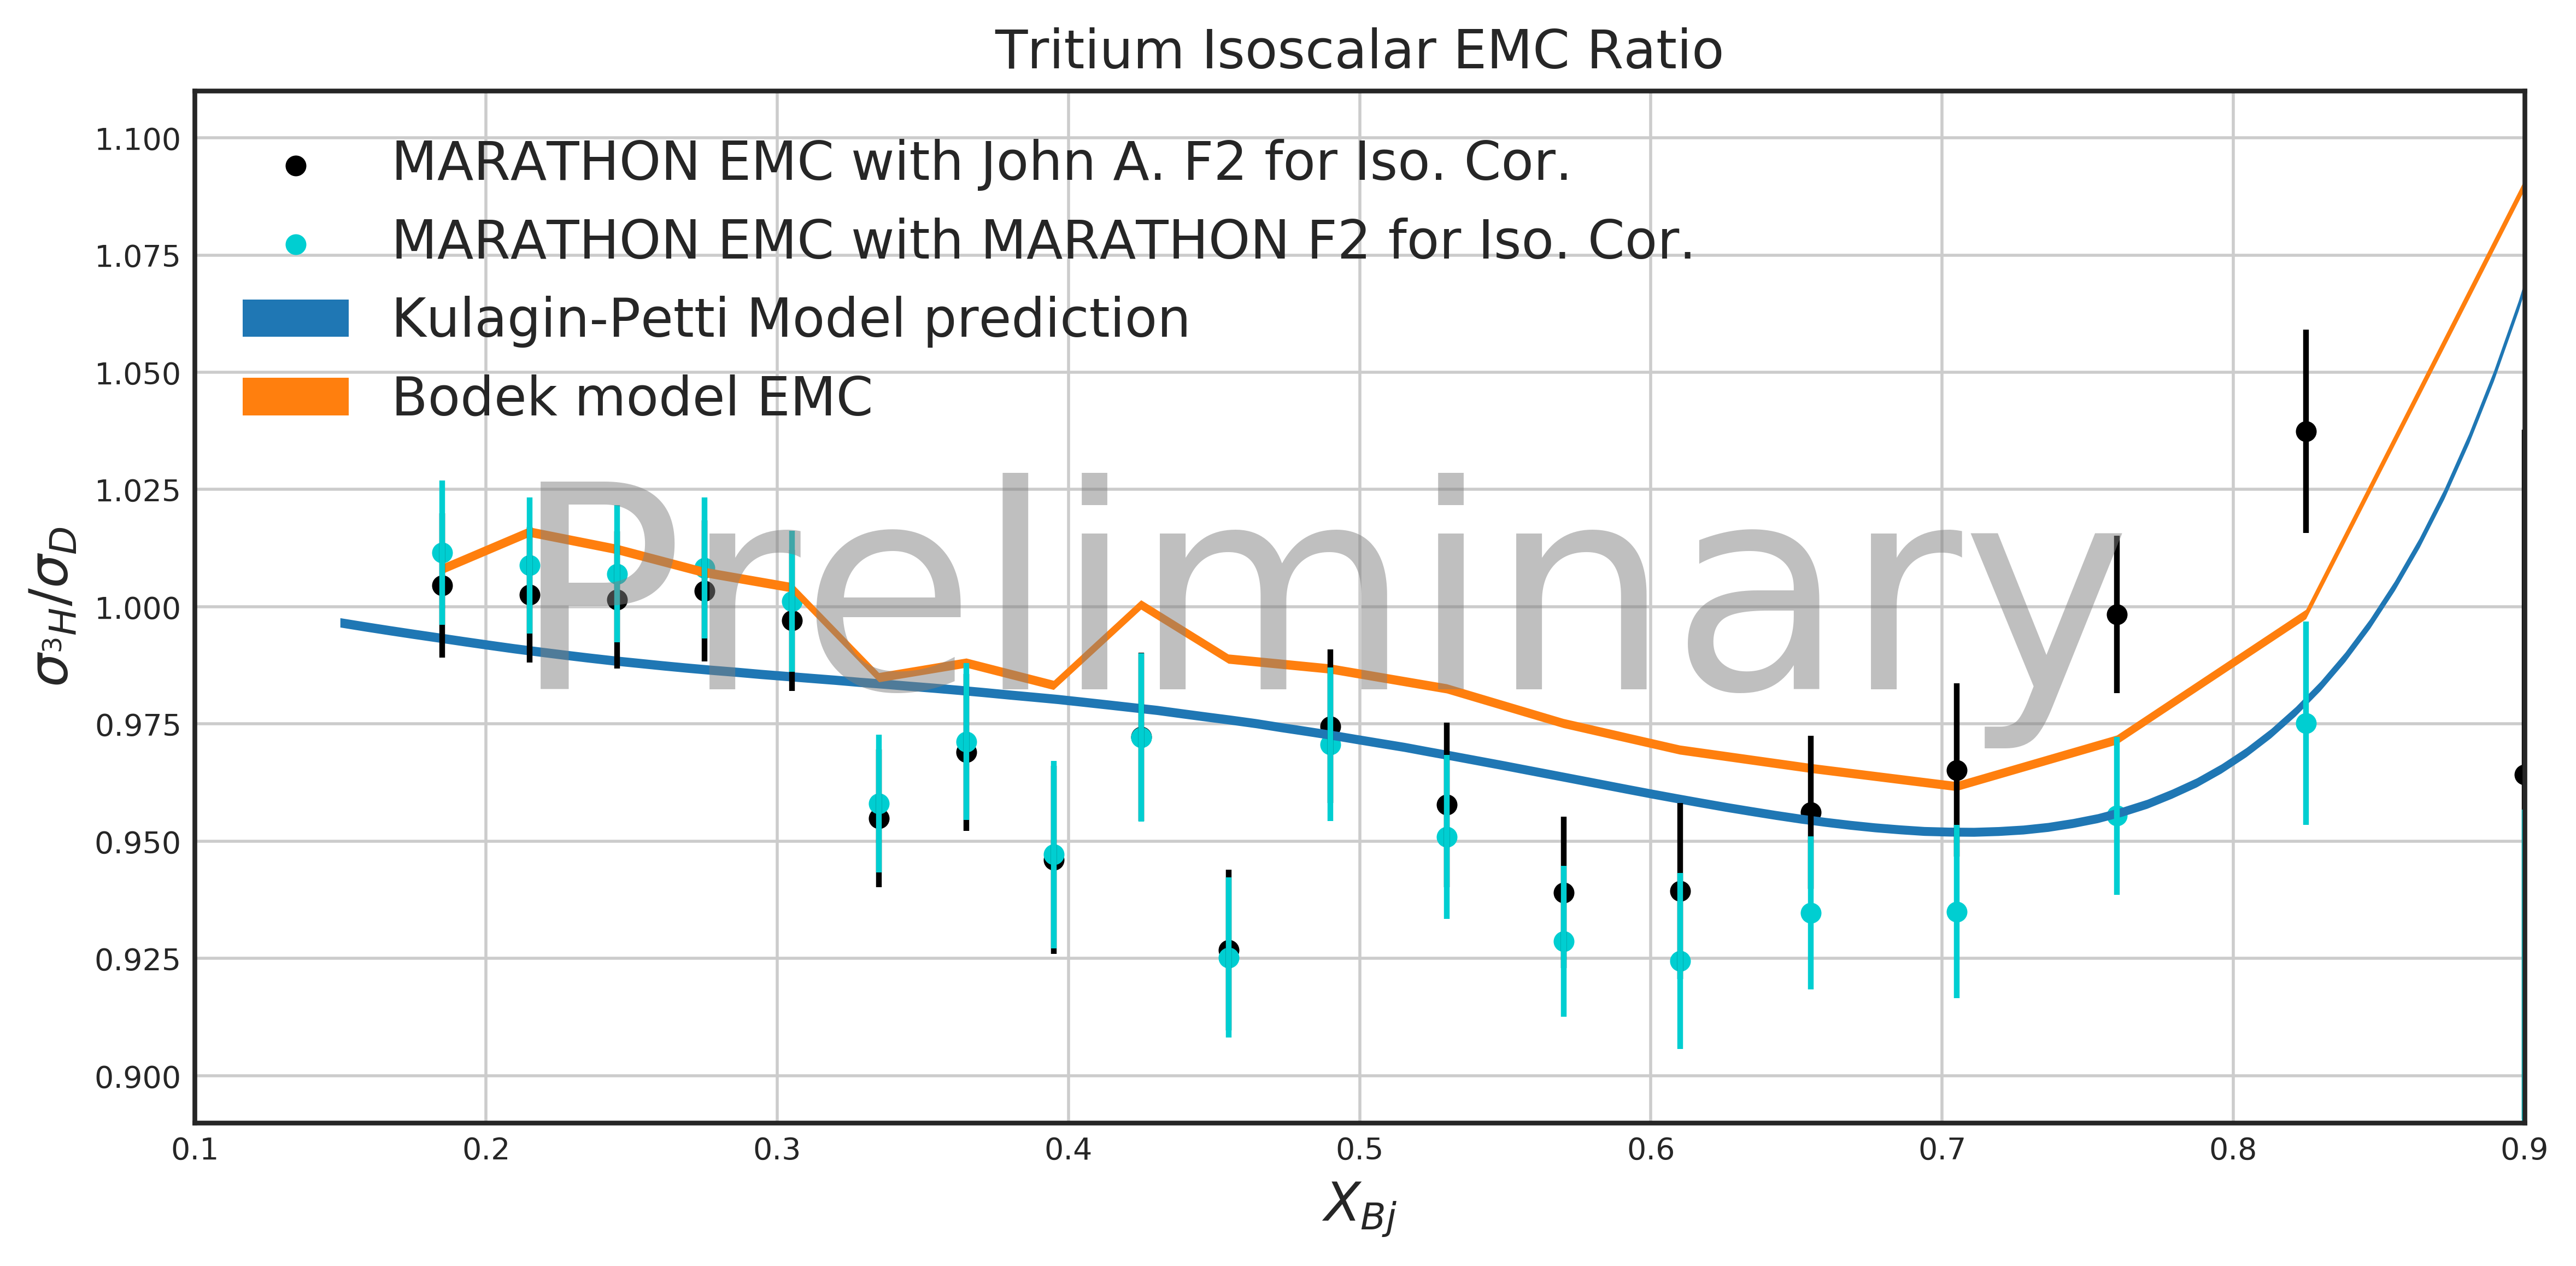 Tritium Isoscalar EMC Ratio
1.100
1.075
1.050
1.025
1.000
0.975
0.950
0.925
0.900
σ³H/σD
MARATHON EMC with John A. F2 for Iso. Cor.
MARATHON EMC with MARATHON F2 for Iso. Cor.
Kulagin-Petti Model prediction
Bodek model EMC
Preliminary
0.1 0.2 0.3 0.4 0.5 0.6 0.7 0.8 0.9
XBj